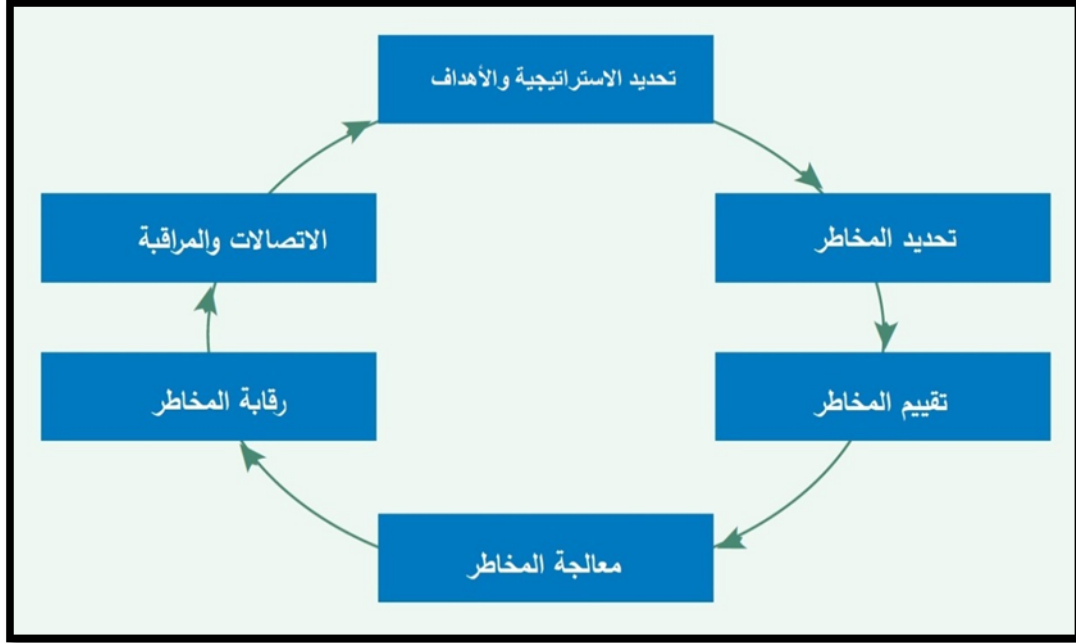 تحديد الاستراتيجية والأهداف
تحديد المخاطر
تقييم المخاطر
معالجة المخاطر
رقابة المخاطر
الاتصالات والمراقبة